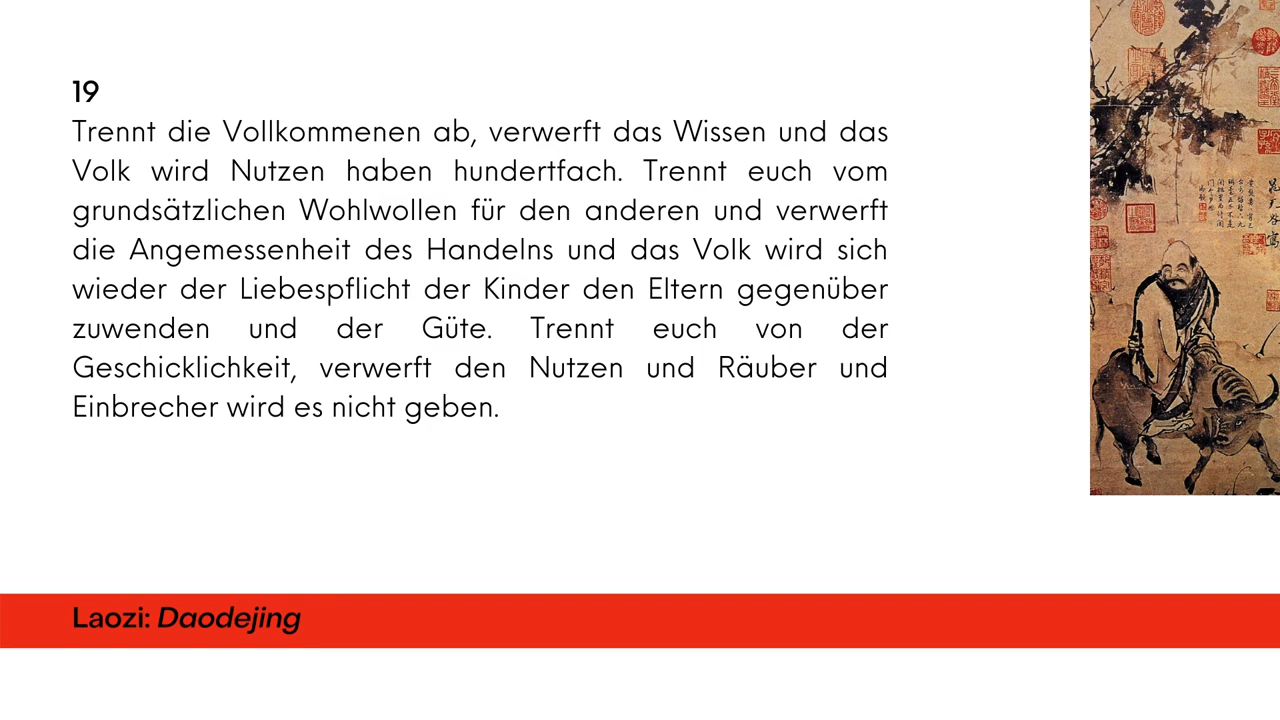 19
Trennt die Vollkommenen ab, verwerft das Wissen und das
Volk wird Nutzen haben hundertfach. Trennt euch vom
grundsätzlichen Wohlwollen für den anderen und verwerft
die Angemessenheit des Handelns und das Volk wird sich
wieder der Liebespflicht der Kinder den Eltern gegenüber
zuwenden und der Güte. Trennt euch von der
Geschicklichkeit, verwerft den Nutzen und Räuber und
Einbrecher wird es nicht geben.
Laozi: Daodejing